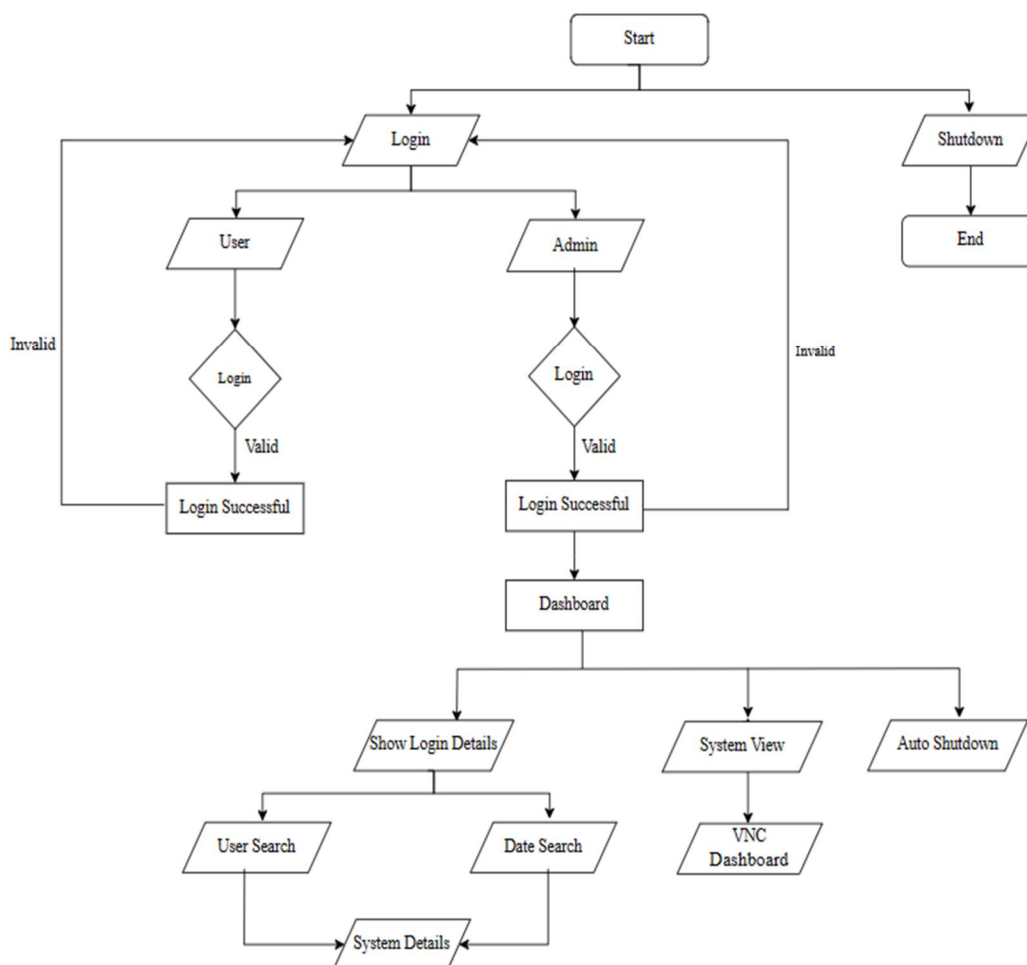 Start
Login
Shutdown
User
Admin
End
Invalid
Login
Login
Invalid
Valid
Valid
Login Successful
Login Successful
Dashboard
Show Login Details
System View
Auto Shutdown
User Search
Date Search
VNC
Dashboard
System Details